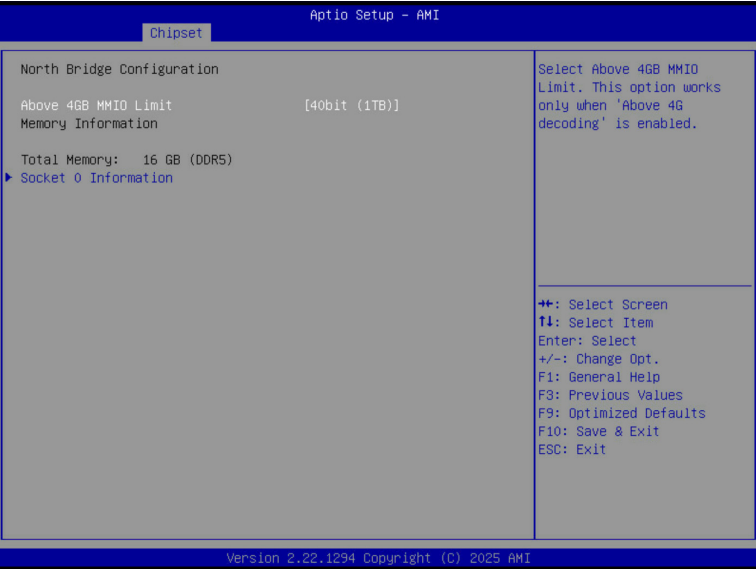 Aptio Setup – AMI
Chipset
North Bridge Configuration
Above 4GB MMIO Limit [40bit (1TB)]
Memory Information
Total Memory: 16 GB (DDR5)
Socket 0 Information
Select Above 4GB MMIO
Limit. This option works
only when 'Above 4G
decoding' is enabled.
→←: Select Screen
↑↓: Select Item
Enter: Select
+/-: Change Opt.
F1: General Help
F3: Previous Values
F9: Optimized Defaults
F10: Save & Exit
ESC: Exit
Version 2.22.1294 Copyright (C) 2025 AMI